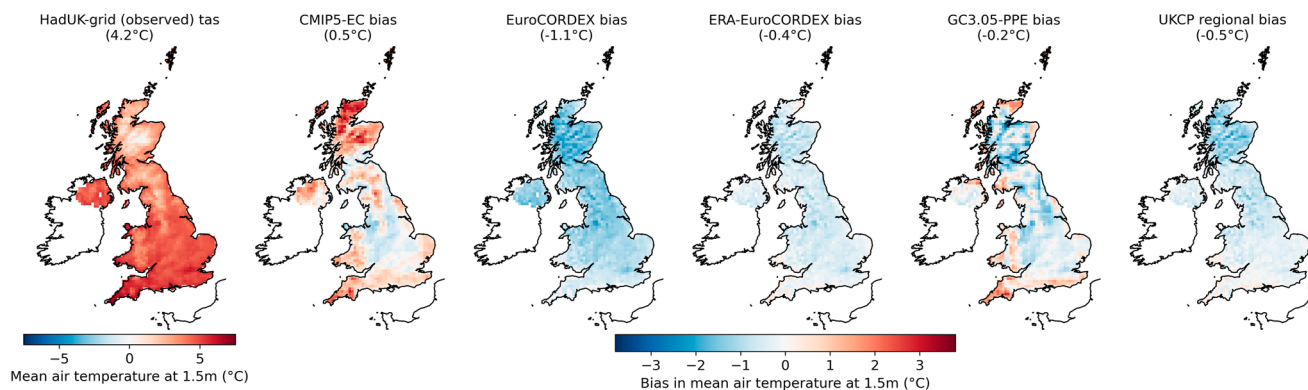 HadUK-grid (observed) tas
(4.2°C)
CMIP5-EC bias
(0.5°C)
EuroCORDEX bias
(-1.1°C)
ERA-EuroCORDEX bias
(-0.4°C)
GC3.05-PPE bias
(-0.2°C)
UKCP regional bias
(-0.5°C)
−5 0 5
Mean air temperature at 1.5m (°C)
−3 −2 −1 0 1 2 3
Bias in mean air temperature at 1.5m (°C)